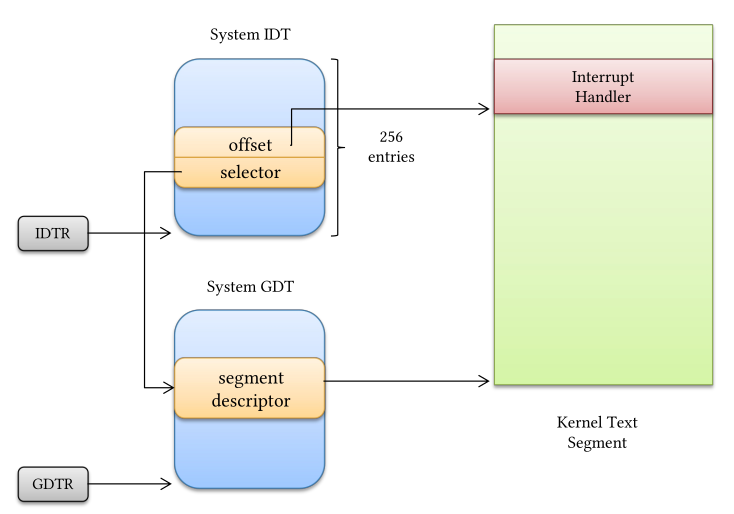 System IDT
Interrupt
Handler
offset
selector
256
entries
IDTR
System GDT
segment
descriptor
Kernel Text
Segment
GDTR